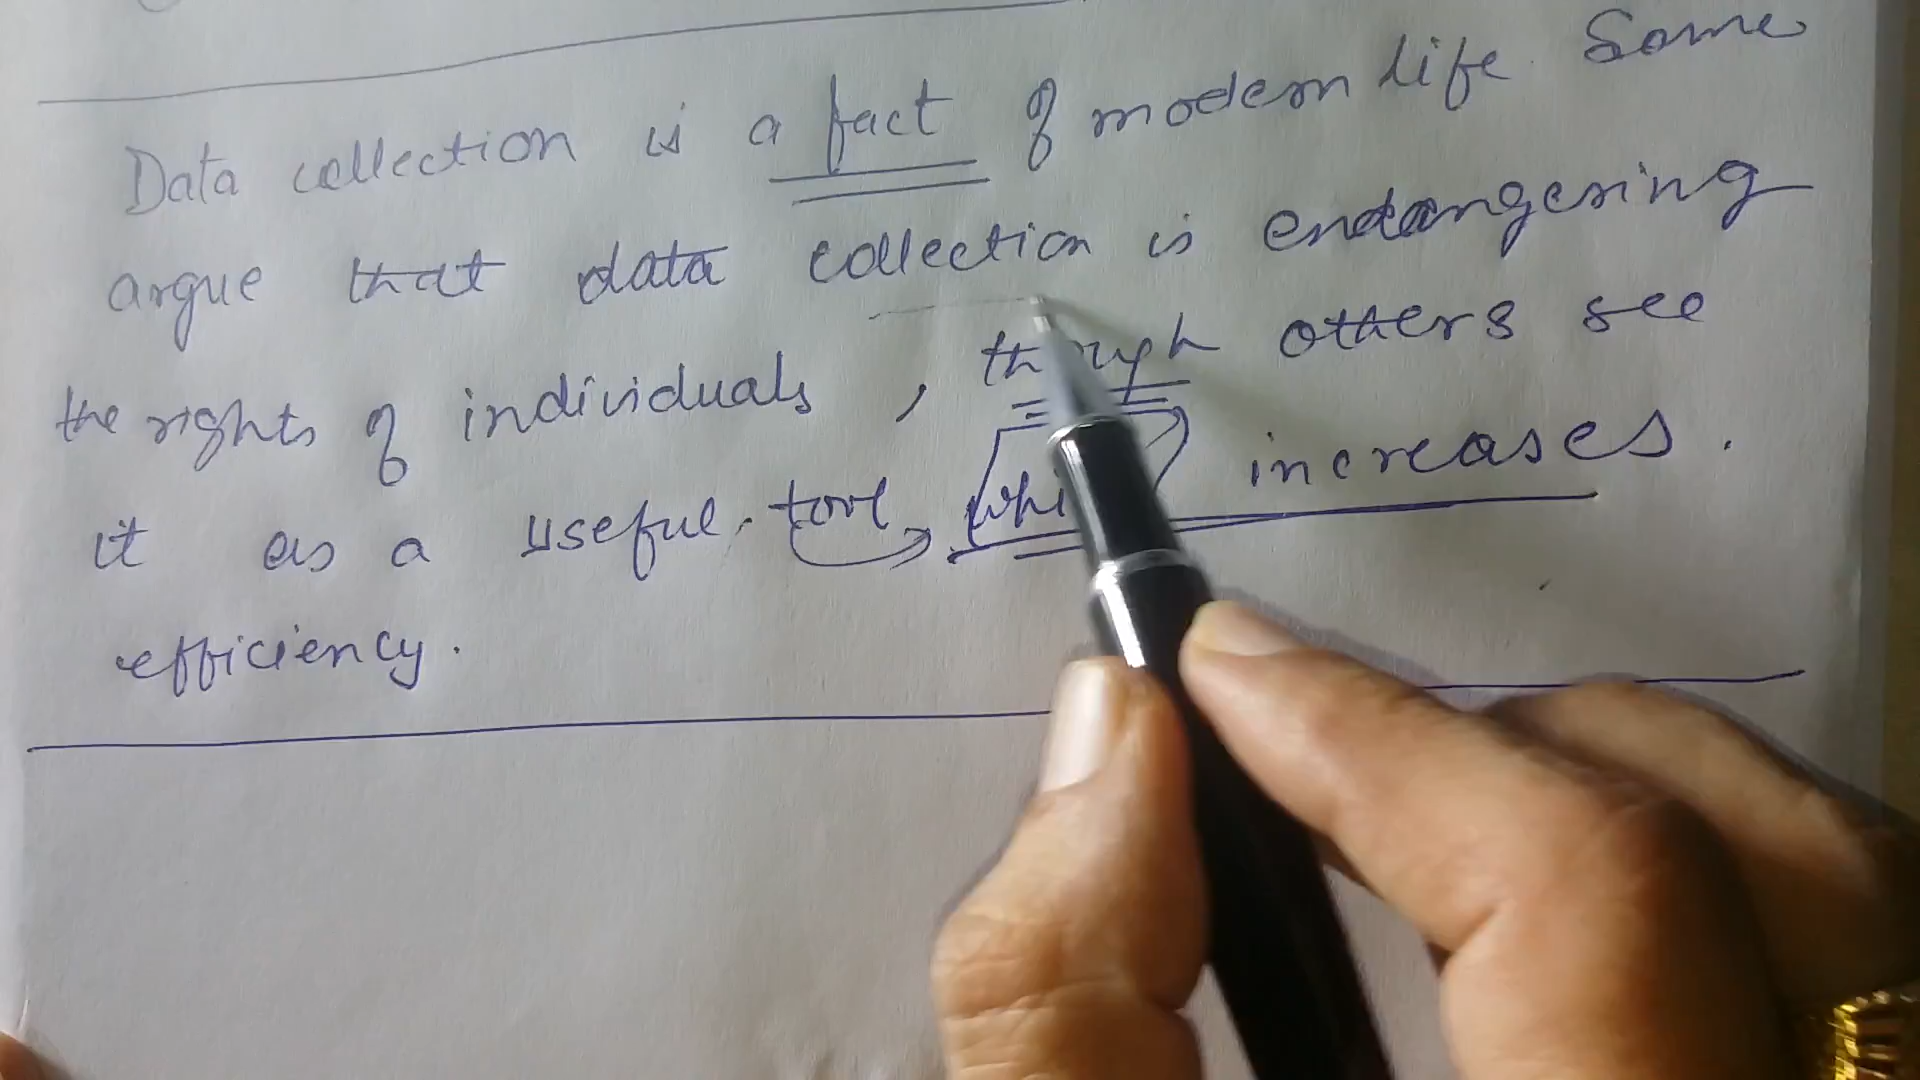 Data collection is a fact of modern life. Some
argue that data collection is endangering
the rights of individuals, though others see
it as a useful tool increases.
efficiency.